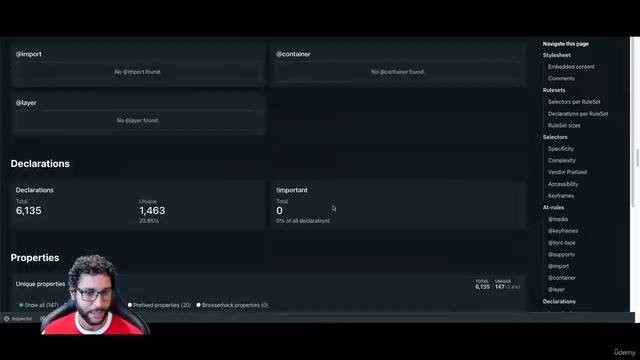 @import
@container
Navigate this page
Stylesheet
No @import found.
No @container found.
Embedded content
Comments
Rulesets
@layer
Selectors per RuleSet
Declarations per RuleSet
No @layer found.
RuleSet sizes
Selectors
Specificity
Declarations
Complexity
Vendor Prefixed
Declarations
!important
Accessibility
Total
Unique
Total
Keyframes
6,135
1,463
0
At-rules
23.85%
0% of all declarations
@media
@keyframes
@font-face
Properties
@supports
@import
Unique properties
TOTAL
UNIQUE
@container
6,135
147 (2.4%)
@layer
Show all (147)
Prefixed properties (20)
Browserhack properties (0)
Declarations
Inspector
udemy